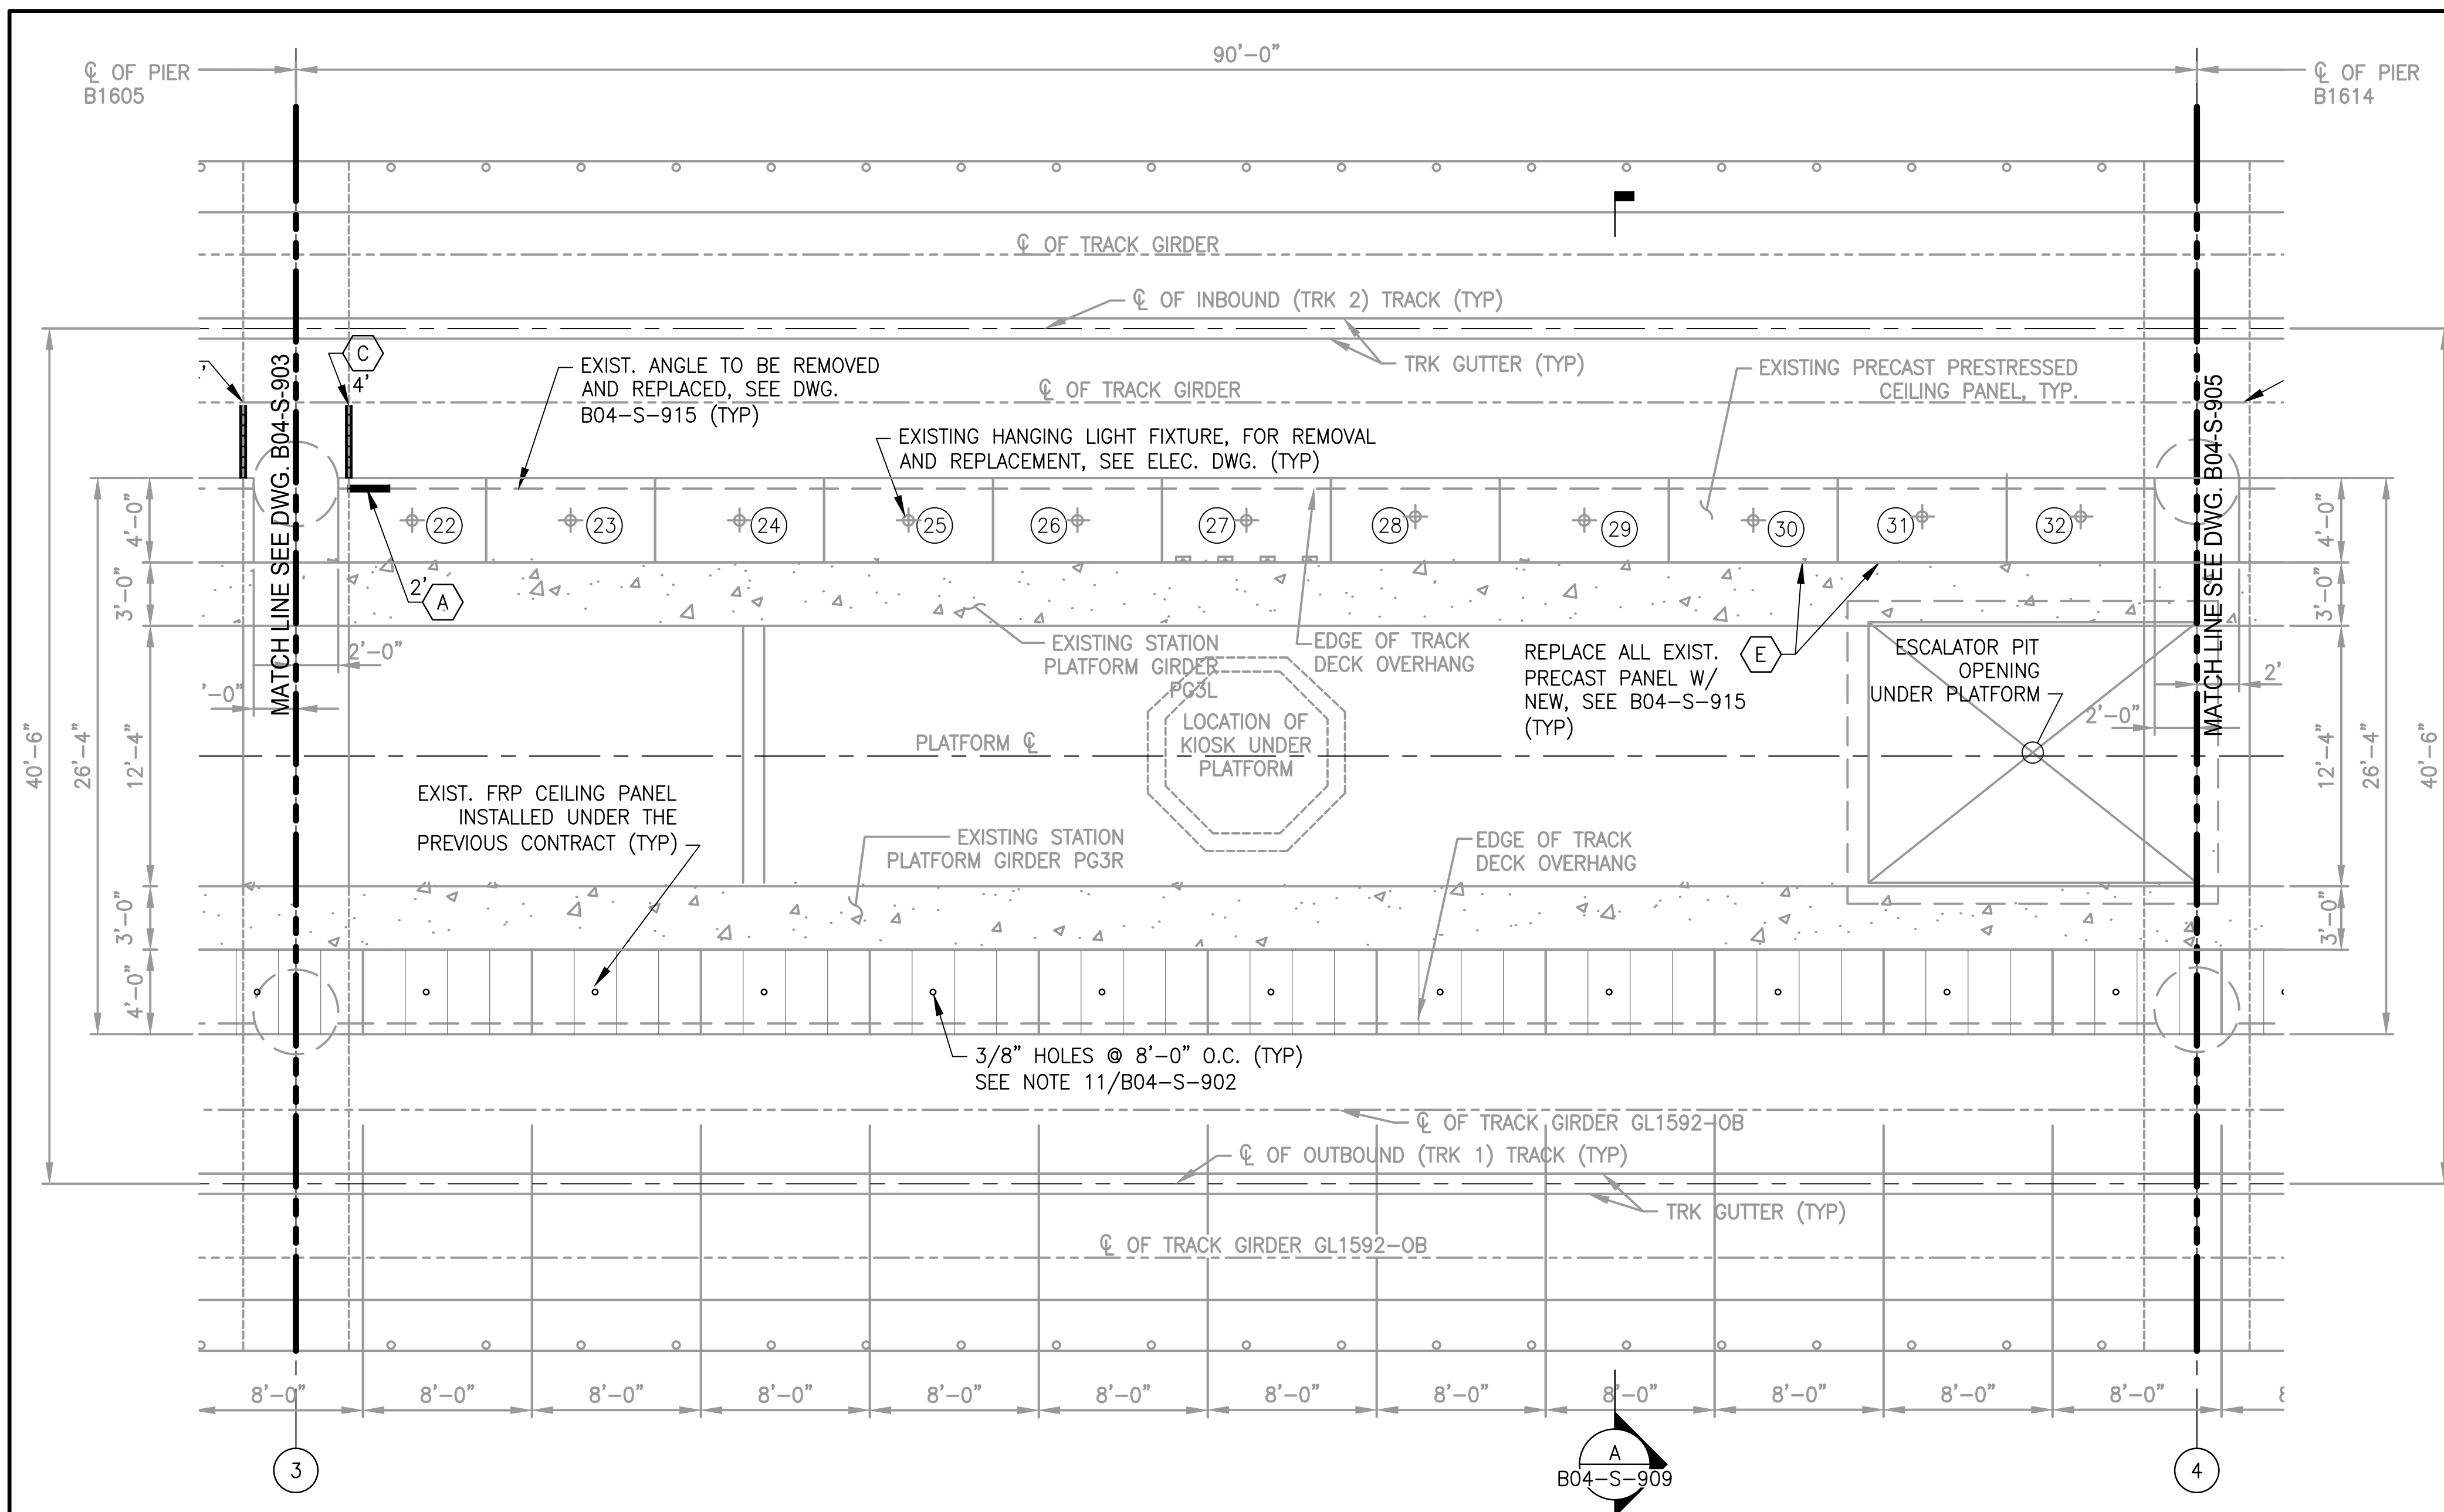 90'-0"
℄ OF PIER
B1605
℄ OF PIER
B1614
℄ OF TRACK GIRDER
℄ OF INBOUND (TRK 2) TRACK (TYP)
TRK GUTTER (TYP)
℄ OF TRACK GIRDER
EXISTING PRECAST PRESTRESSED
CEILING PANEL, TYP.
C
4'
'
EXIST. ANGLE TO BE REMOVED
AND REPLACED, SEE DWG.
B04-S-915 (TYP)
EXISTING HANGING LIGHT FIXTURE, FOR REMOVAL
AND REPLACEMENT, SEE ELEC. DWG. (TYP)
MATCH LINE SEE DWG. B04-S-903
MATCH LINE SEE DWG. B04-S-905
22
23
24
25
26
27
28
29
30
31
32
2'
A
40'-6"
26'-4"
4'-0"
3'-0"
12'-4"
3'-0"
4'-0"
4'-0"
3'-0"
12'-4"
3'-0"
26'-4"
40'-6"
2'-0"
'-0"
2'
2'-0"
EXISTING STATION
PLATFORM GIRDER
PG3L
EDGE OF TRACK
DECK OVERHANG
REPLACE ALL EXIST.
PRECAST PANEL W/
NEW, SEE B04-S-915
(TYP)
E
ESCALATOR PIT
OPENING
UNDER PLATFORM
LOCATION OF
KIOSK UNDER
PLATFORM
PLATFORM ℄
EXIST. FRP CEILING PANEL
INSTALLED UNDER THE
PREVIOUS CONTRACT (TYP)
EXISTING STATION
PLATFORM GIRDER PG3R
EDGE OF TRACK
DECK OVERHANG
3/8" HOLES @ 8'-0" O.C. (TYP)
SEE NOTE 11/B04-S-902
℄ OF TRACK GIRDER GL1592-OB
℄ OF OUTBOUND (TRK 1) TRACK (TYP)
TRK GUTTER (TYP)
℄ OF TRACK GIRDER GL1592-OB
8'-0" 8'-0" 8'-0" 8'-0" 8'-0" 8'-0" 8'-0" 8'-0" 8'-0" 8'-0" 8'-0" 8'-0"
3
A
B04-S-909
4